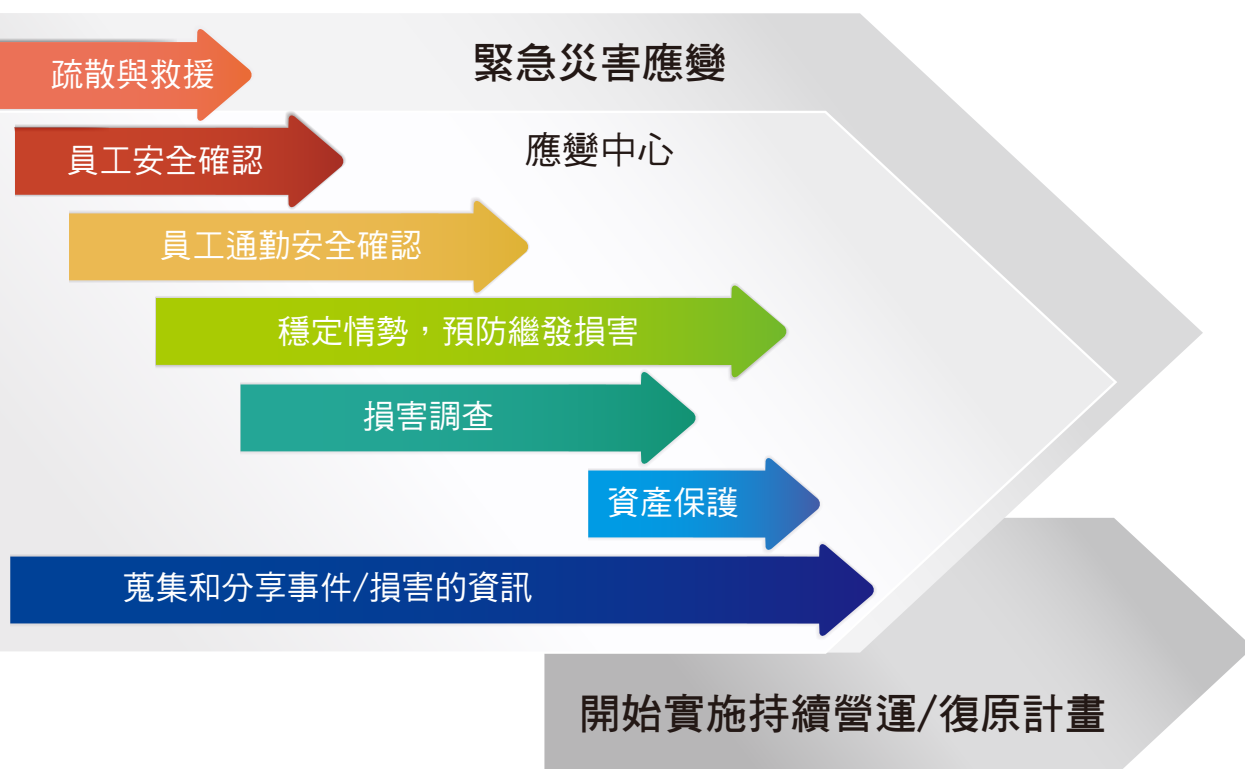 疏散與救援
緊急災害應變
員工安全確認
應變中心
員工通勤安全確認
穩定情勢，預防繼發損害
損害調查
資產保護
蒐集和分享事件/損害的資訊
開始實施持續營運/復原計畫